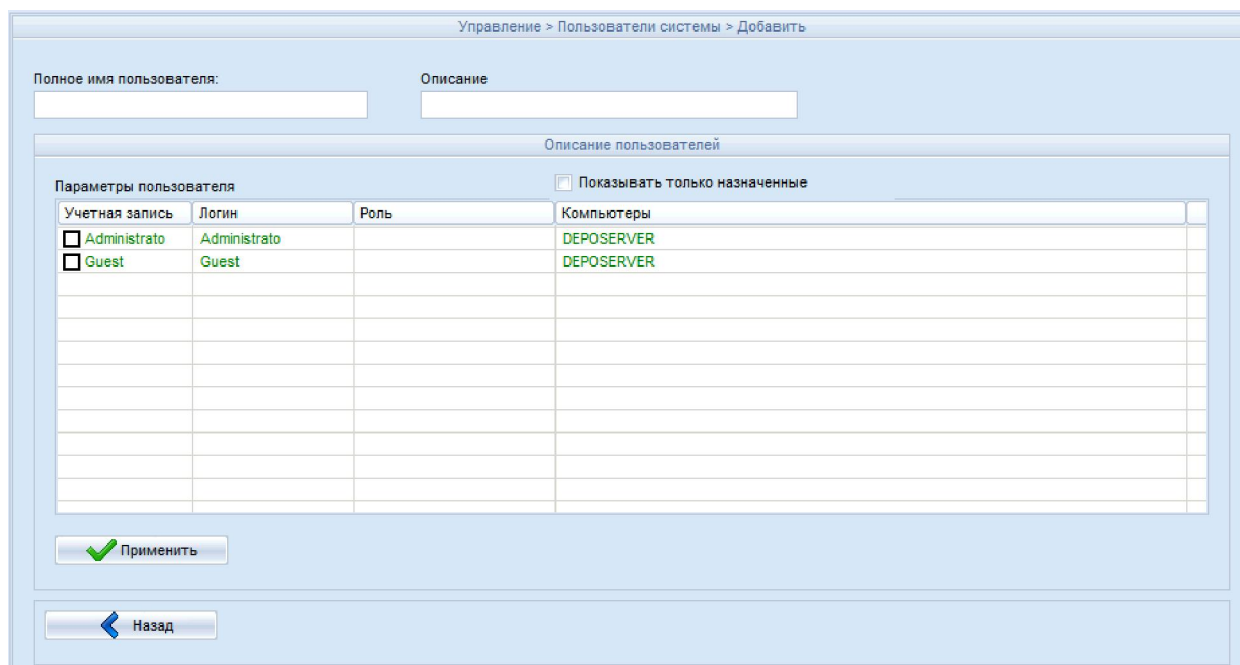 Управление > Пользователи системы > Добавить
Полное имя пользователя: Описание
Описание пользователей
Параметры пользователя Показывать только назначенные
Учетная запись Логин Роль Компьютеры
Administrato Administrato DEPOSERVER
Guest Guest DEPOSERVER
Применить
Назад